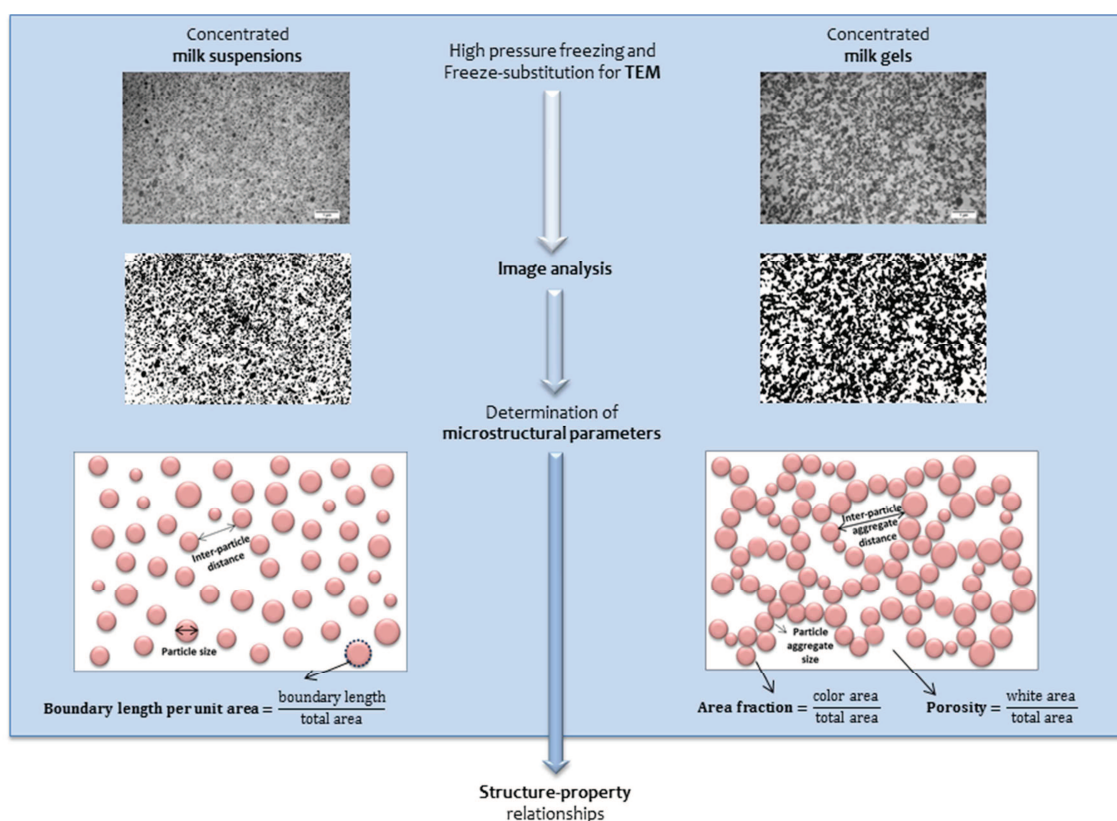 Concentrated
milk suspensions
High pressure freezing and
Freeze-substitution for TEM
Concentrated
milk gels
Image analysis
Determination of
microstructural parameters
Inter-particle
distance
Particle size
Boundary length per unit area = boundary length
total area
Inter-particle
aggregate
distance
Particle
aggregate
size
Area fraction = color area
total area
Porosity = white area
total area
Structure-property
relationships